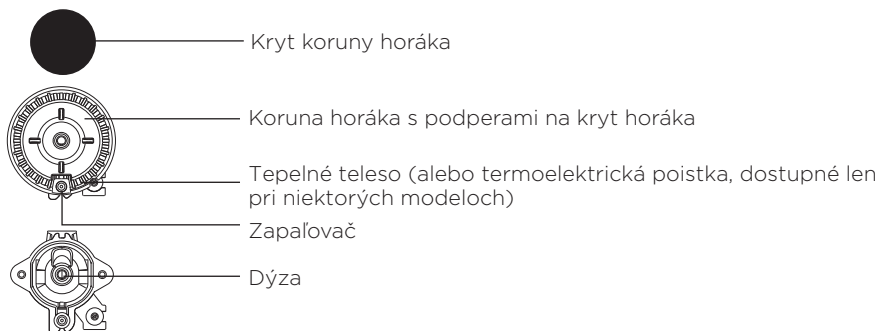 Kryt koruny horáka
Koruna horáka s podperami na kryt horáka
Tepelné teleso (alebo termoelektrická poistka, dostupné len
pri niektorých modeloch)
Zapaľovač
Dýza